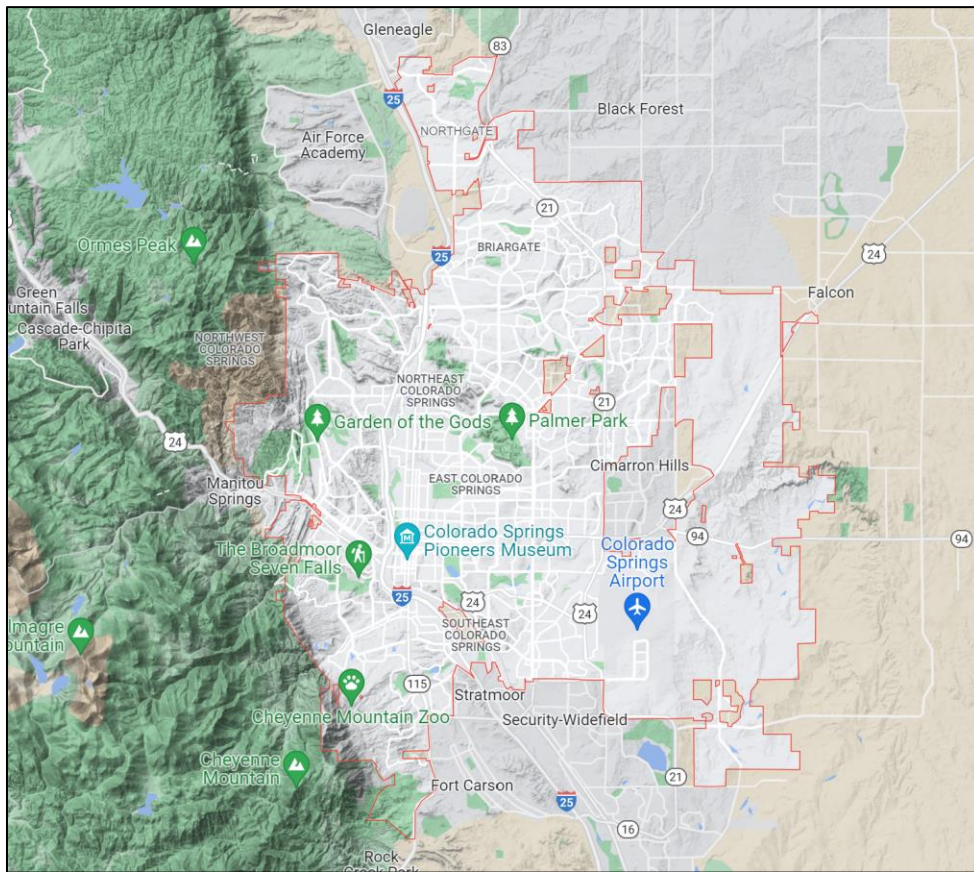 Gleneagle
83
25
Black Forest
NORTHGATE
Air Force
Academy
21
Ormes Peak
BRIARGATE
25
24
Green
Falls
Cascade-Chipita
Park
Falcon
NORTHWEST
COLORADO
SPRINGS
NORTHEAST
COLORADO
SPRINGS
21
Garden of the Gods
Palmer Park
24
Cimarron Hills
Manitou
Springs
EAST COLORADO
SPRINGS
24
Colorado Springs
Pioneers Museum
94
94
The Broadmoor
Seven Falls
Colorado
Springs
Airport
25
24
24
SOUTHEAST
COLORADO
SPRINGS
115
Stratmoor
Cheyenne Mountain Zoo
Security-Widefield
Cheyenne
Mountain
21
Fort Carson
25
16
Rock